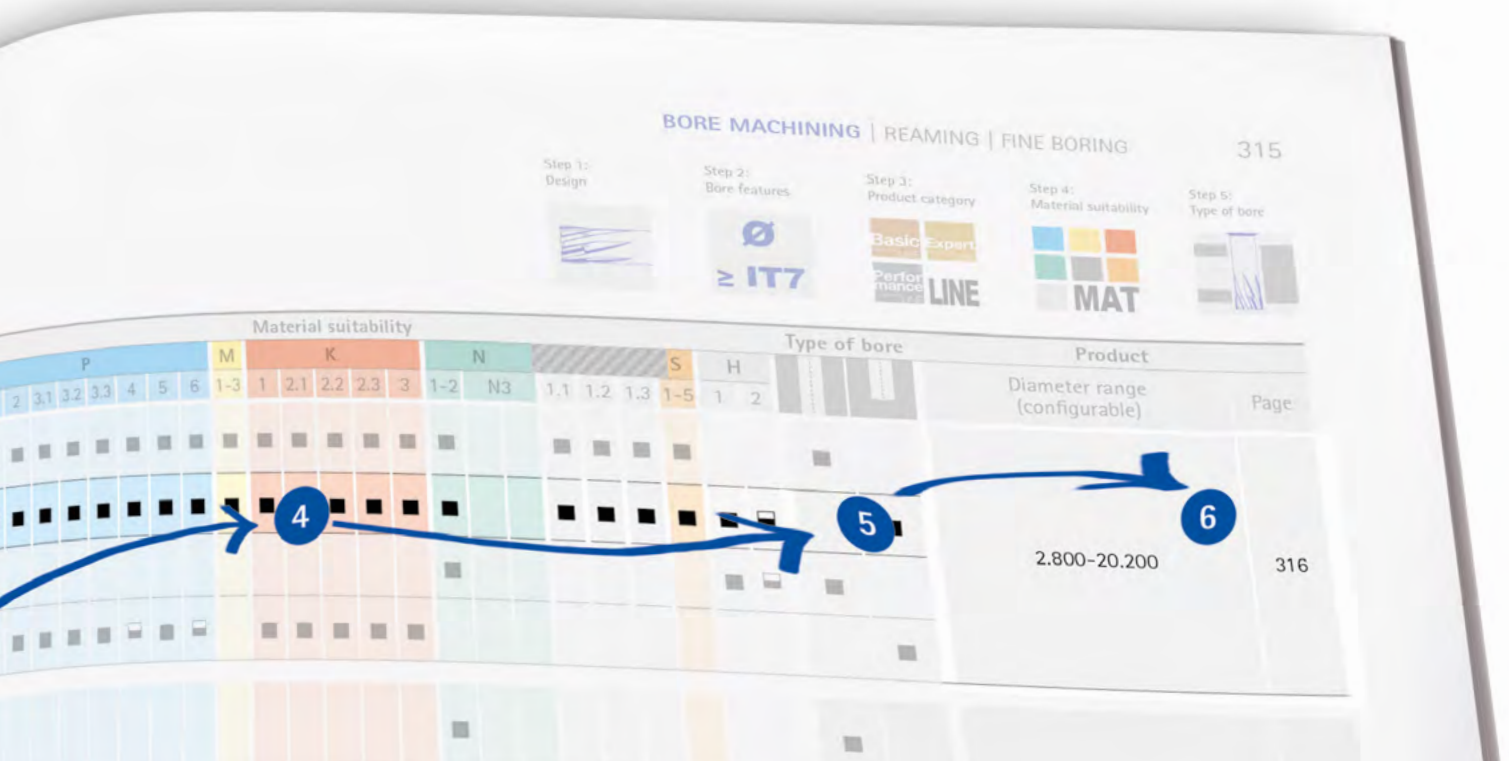 BORE MACHINING | REAMING | FINE BORING 315
Step 1:
Design
Step 2:
Bore features
Step 3:
Product category
Step 4:
Material suitability
Step 5:
Type of bore
Ø
≥ IT7
Basic Expert
Performance LINE
MAT
Material suitability Type of bore Product
P M K N S H
Diameter range
(configurable)
Page
2 3.1 3.2 3.3 4 5 6 1-3 1 2.1 2.2 2.3 3 1-2 N3 1.1 1.2 1.3 1-5 1 2
4 5 6
2.800-20.200 316